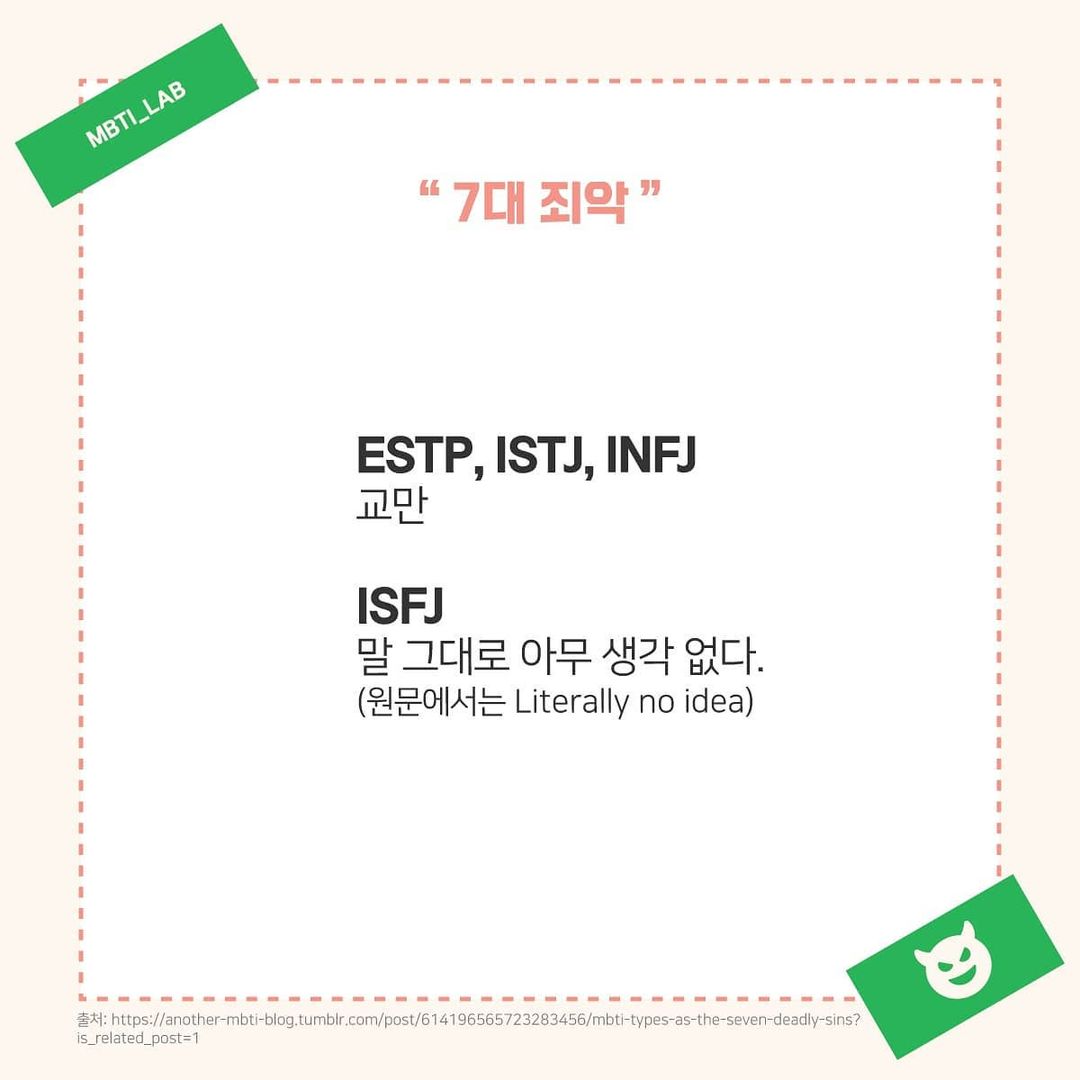 MBTI_LAB
“ 7대 죄악 ”
ESTP, ISTJ, INFJ
교만
ISFJ
말 그대로 아무 생각 없다.
(원문에서는 Literally no idea)
출처: https://another-mbti-blog.tumblr.com/post/614196565723283456/mbti-types-as-the-seven-deadly-sins?
is_related_post=1